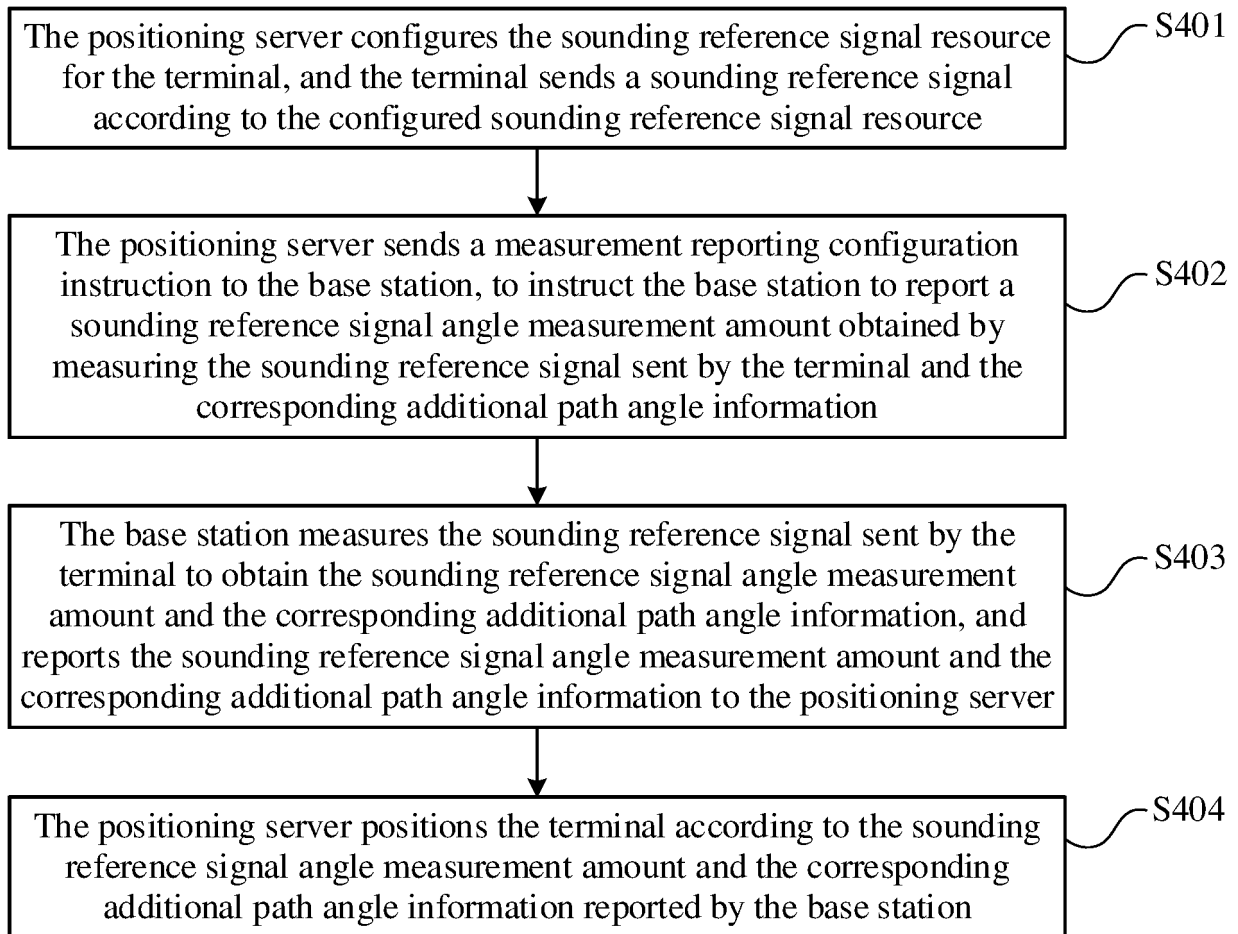 The positioning server configures the sounding reference signal resource
for the terminal, and the terminal sends a sounding reference signal
according to the configured sounding reference signal resource
S401
The positioning server sends a measurement reporting configuration
instruction to the base station, to instruct the base station to report a
sounding reference signal angle measurement amount obtained by
measuring the sounding reference signal sent by the terminal and the
corresponding additional path angle information
S402
The base station measures the sounding reference signal sent by the
terminal to obtain the sounding reference signal angle measurement
amount and the corresponding additional path angle information, and
reports the sounding reference signal angle measurement amount and the
corresponding additional path angle information to the positioning server
S403
The positioning server positions the terminal according to the sounding
reference signal angle measurement amount and the corresponding
additional path angle information reported by the base station
S404